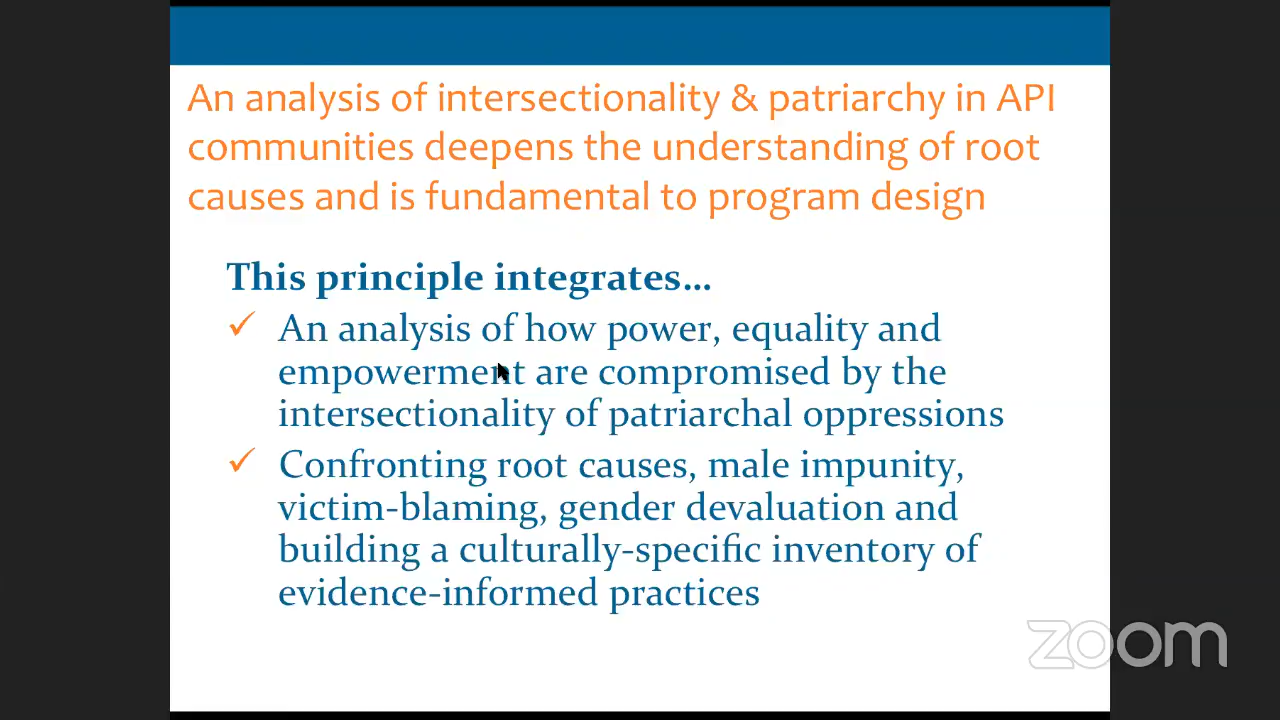 An analysis of intersectionality & patriarchy in API
communities deepens the understanding of root
causes and is fundamental to program design
This principle integrates...
An analysis of how power, equality and
empowerment are compromised by the
intersectionality of patriarchal oppressions
Confronting root causes, male impunity,
victim-blaming, gender devaluation and
building a culturally-specific inventory of
evidence-informed practices
zoom